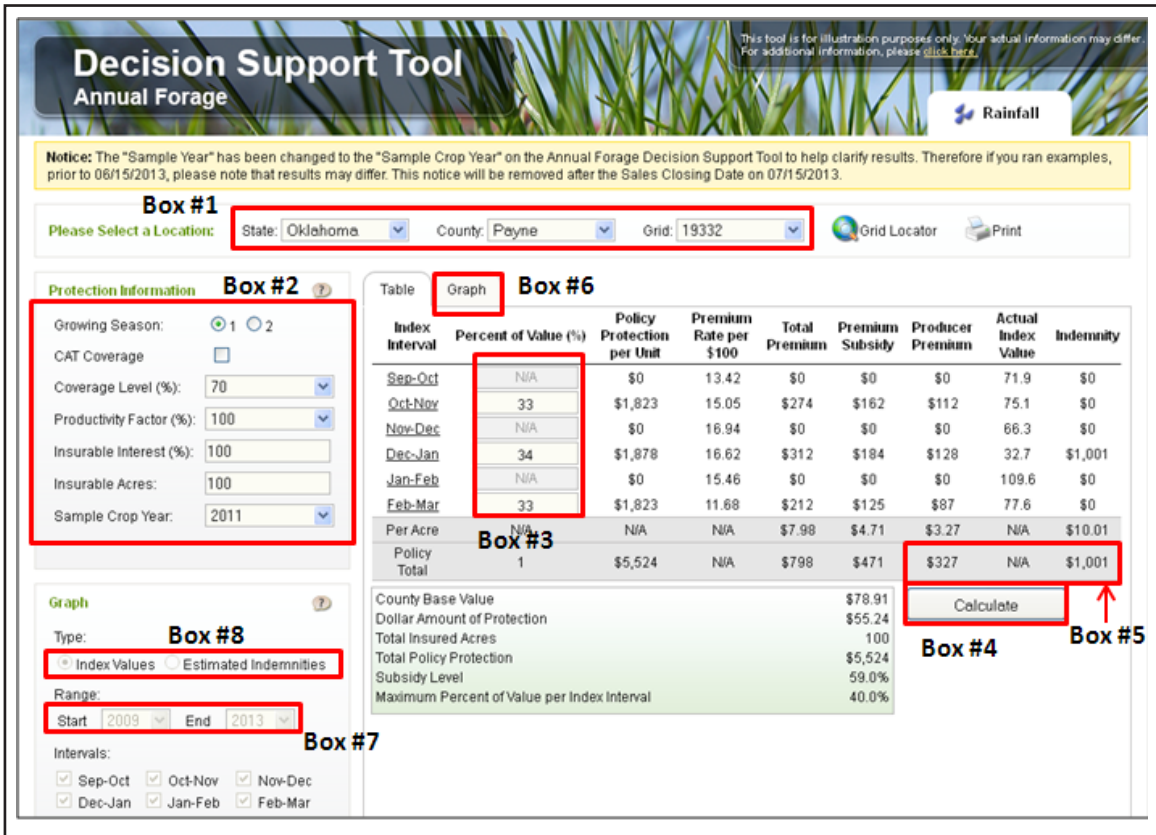 Decision Support Tool
Annual Forage
This tool is for illustration purposes only. Your actual information may differ.
For additional information, please click here.
Rainfall
Notice: The "Sample Year" has been changed to the "Sample Crop Year" on the Annual Forage Decision Support Tool to help clarify results. Therefore if you ran examples,
prior to 06/15/2013, please note that results may differ. This notice will be removed after the Sales Closing Date on 07/15/2013.
Box #1
Please Select a Location: State: Oklahoma County: Payne Grid: 19332 Grid Locator Print
Protection Information Box #2 ?
Growing Season: 1 2
CAT Coverage
Coverage Level (%): 70
Productivity Factor (%): 100
Insurable Interest (%): 100
Insurable Acres: 100
Sample Crop Year: 2011
Table Graph Box #6
Index Interval Percent of Value (%) Policy Protection per Unit Premium Rate per $100 Total Premium Premium Subsidy Producer Premium Actual Index Value Indemnity
Sep-Oct N/A $0 13.42 $0 $0 $0 71.9 $0
Oct-Nov 33 $1,823 15.05 $274 $162 $112 75.1 $0
Nov-Dec N/A $0 16.94 $0 $0 $0 66.3 $0
Dec-Jan 34 $1,878 16.62 $312 $184 $128 32.7 $1,001
Jan-Feb N/A $0 15.46 $0 $0 $0 109.6 $0
Feb-Mar 33 $1,823 11.68 $212 $125 $87 77.6 $0
Per Acre N/A N/A N/A $7.98 $4.71 $3.27 N/A $10.01
Box #3
Policy Total 1 $5,524 N/A $798 $471 $327 N/A $1,001
County Base Value $78.91
Dollar Amount of Protection $55.24
Total Insured Acres 100
Total Policy Protection $5,524
Subsidy Level 59.0%
Maximum Percent of Value per Index Interval 40.0%
Calculate
Box #4
Box #5
Graph ?
Type: Box #8
Index Values Estimated Indemnities
Range:
Start 2009 End 2013
Box #7
Intervals:
Sep-Oct Oct-Nov Nov-Dec
Dec-Jan Jan-Feb Feb-Mar